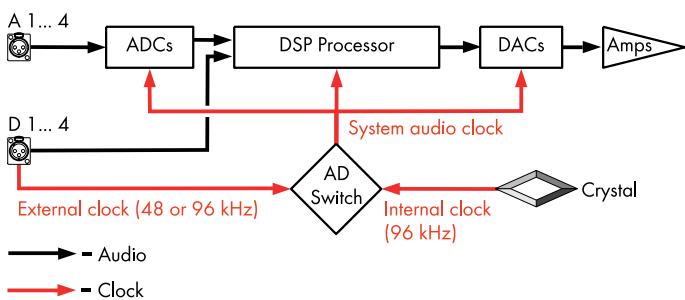 A 1... 4
ADCs
DSP Processor
DACs
Amps
System audio clock
D 1... 4
AD
Switch
Crystal
External clock (48 or 96 kHz)
Internal clock
(96 kHz)
- Audio
- Clock